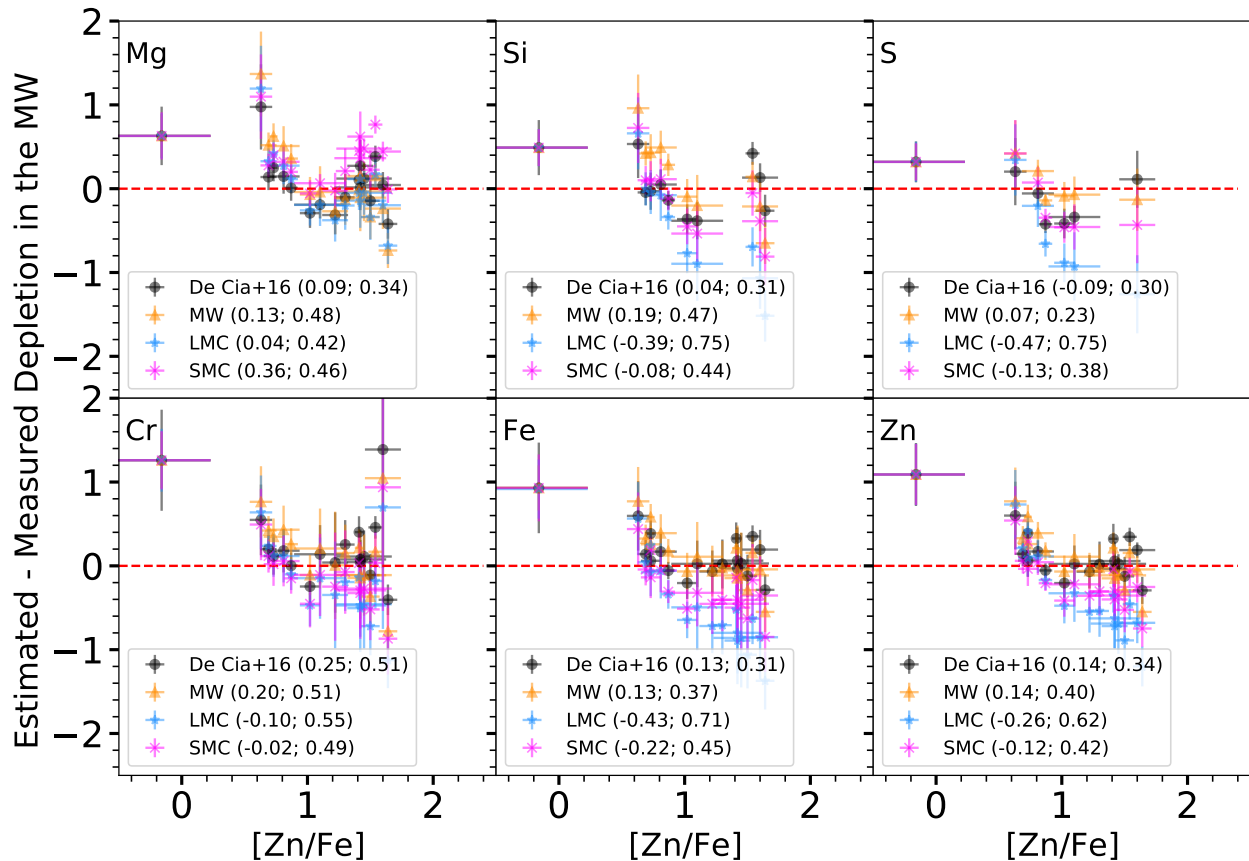 Estimated - Measured Depletion in the MW
2
1
0
−1
−2
Mg
De Cia+16 (0.09; 0.34)
MW (0.13; 0.48)
LMC (0.04; 0.42)
SMC (0.36; 0.46)
Si
De Cia+16 (0.04; 0.31)
MW (0.19; 0.47)
LMC (-0.39; 0.75)
SMC (-0.08; 0.44)
S
De Cia+16 (-0.09; 0.30)
MW (0.07; 0.23)
LMC (-0.47; 0.75)
SMC (-0.13; 0.38)
2
1
0
−1
−2
Cr
De Cia+16 (0.25; 0.51)
MW (0.20; 0.51)
LMC (-0.10; 0.55)
SMC (-0.02; 0.49)
Fe
De Cia+16 (0.13; 0.31)
MW (0.13; 0.37)
LMC (-0.43; 0.71)
SMC (-0.22; 0.45)
Zn
De Cia+16 (0.14; 0.34)
MW (0.14; 0.40)
LMC (-0.26; 0.62)
SMC (-0.12; 0.42)
0 1 2
0 1 2
0 1 2
[Zn/Fe]
[Zn/Fe]
[Zn/Fe]